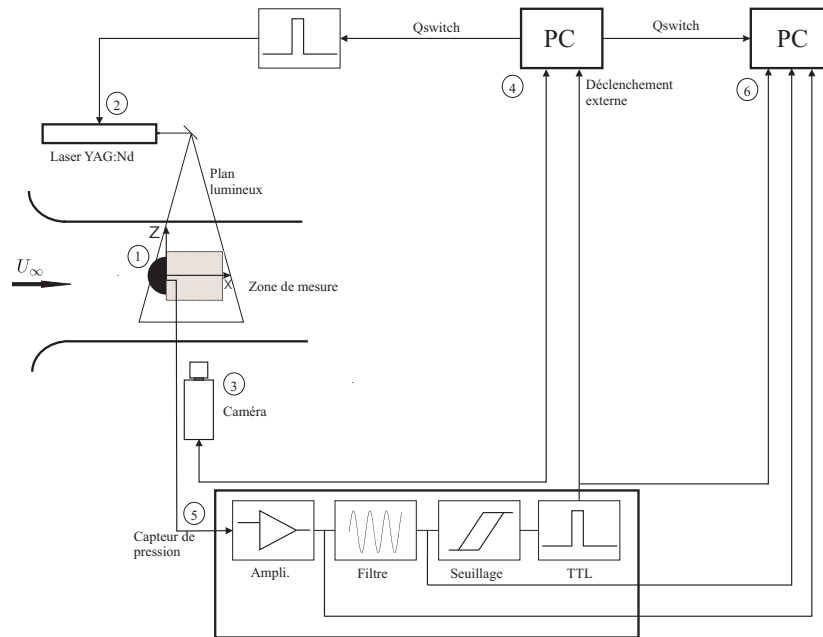 Qswitch
PC
Qswitch
PC
4
6
Déclenchement
externe
2
Laser YAG:Nd
Plan
lumineux
Z
1
U∞
X
Zone de mesure
3
Caméra
5
Capteur de
pression
Ampli.
Filtre
Seuillage
TTL